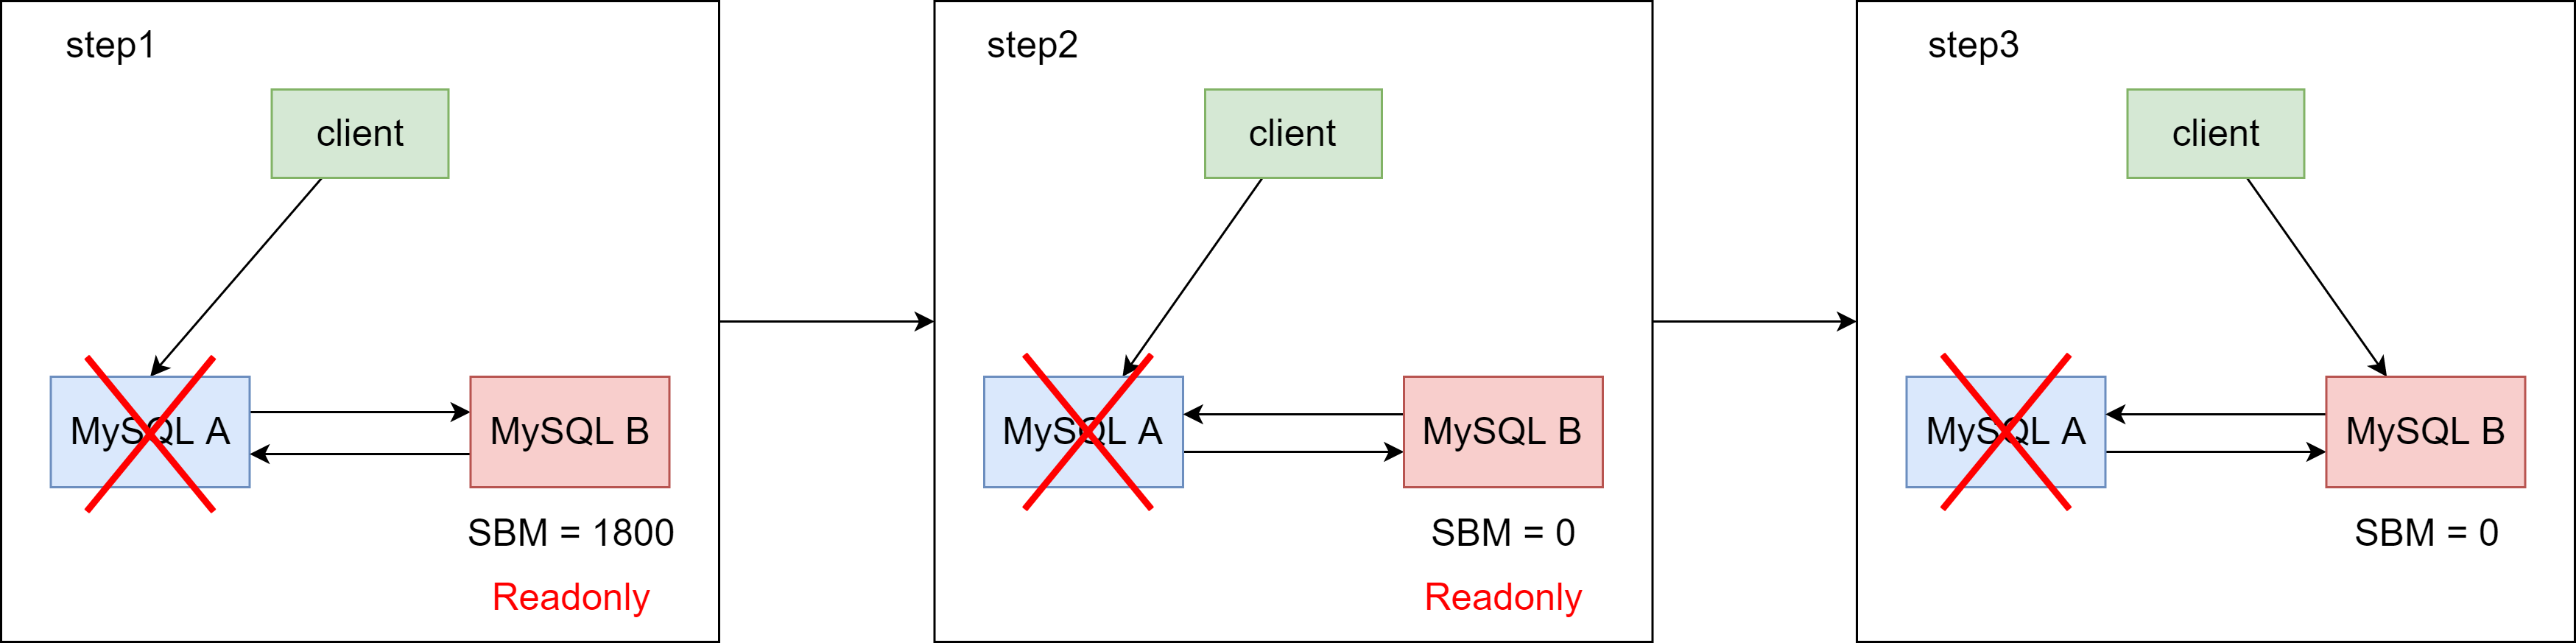 step1
client
MySQL A
MySQL B
SBM = 1800
Readonly
step2
client
MySQL A
MySQL B
SBM = 0
Readonly
step3
client
MySQL A
MySQL B
SBM = 0